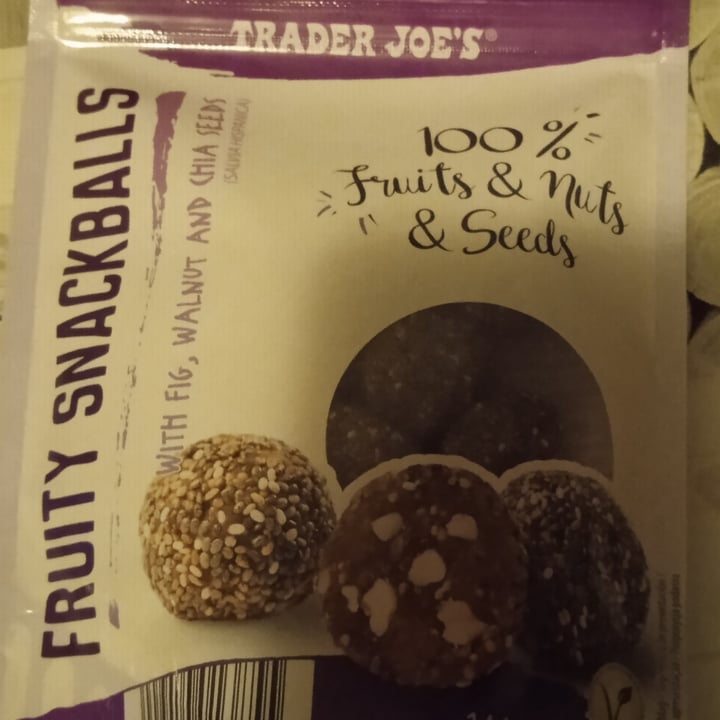 TRADER JOE'S®
FRUITY SNACKBALLS
WITH FIG, WALNUT AND CHIA SEEDS
(SALVIA HISPANICA)
100 %
Fruits & Nuts
& Seeds